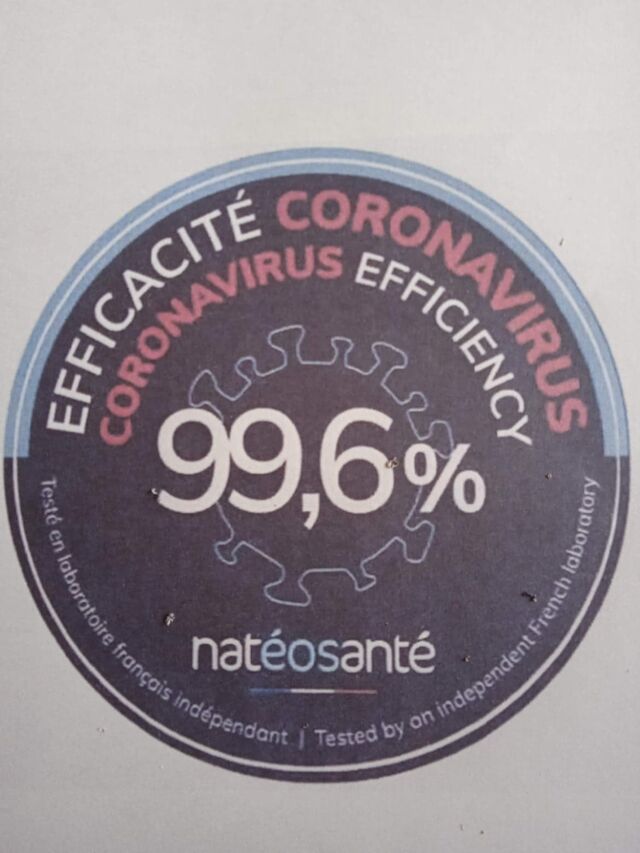 EFFICACITÉ CORONAVIRUS
CORONAVIRUS EFFICIENCY
99,6%
natéosanté
Testé en laboratoire français indépendant | Tested by an independent French laboratory